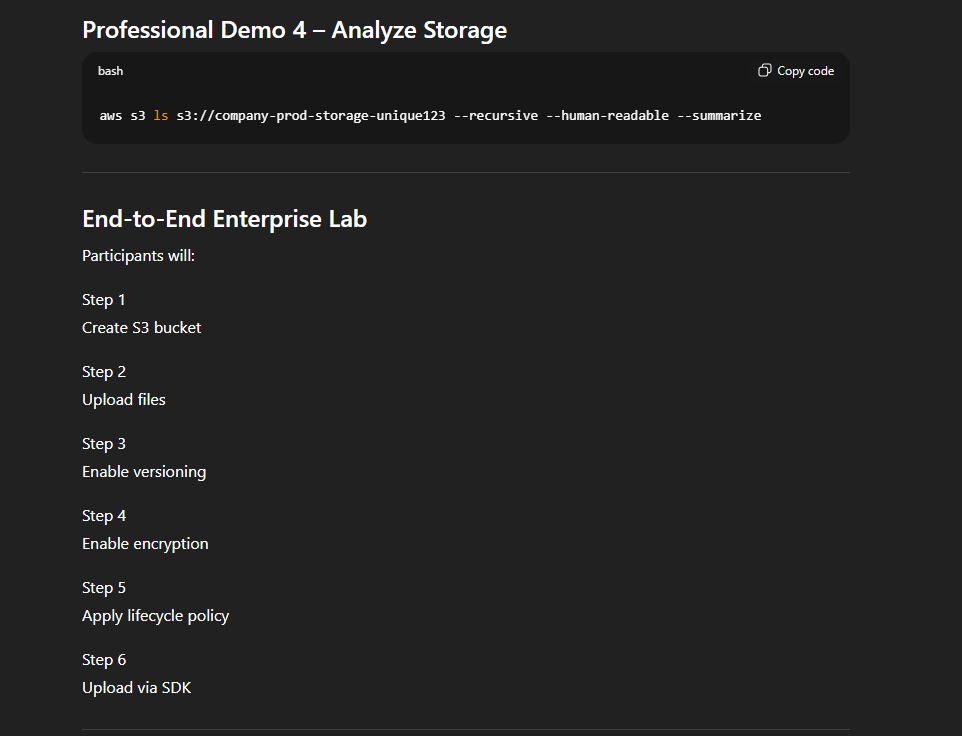 Professional Demo 4 – Analyze Storage
bash
Copy code
aws s3 ls s3://company-prod-storage-unique123 --recursive --human-readable --summarize
End-to-End Enterprise Lab
Participants will:
Step 1
Create S3 bucket
Step 2
Upload files
Step 3
Enable versioning
Step 4
Enable encryption
Step 5
Apply lifecycle policy
Step 6
Upload via SDK